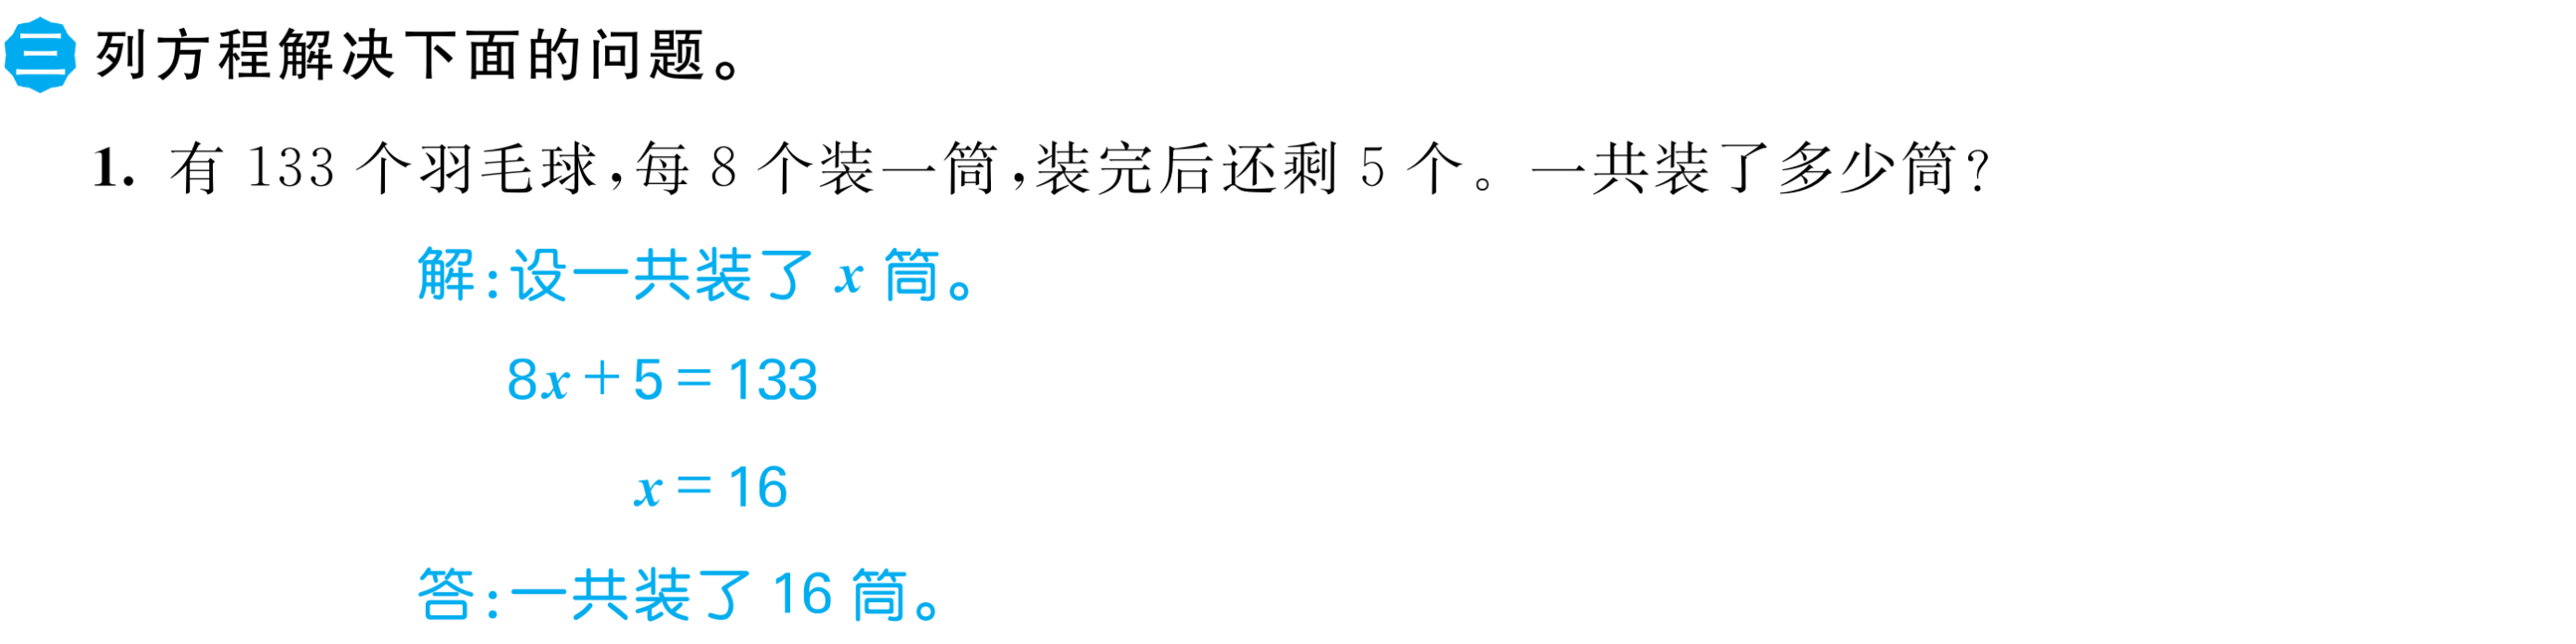 三 列方程解决下面的问题。
1. 有 133 个羽毛球,每 8 个装一筒,装完后还剩 5 个。一共装了多少筒?
解:设一共装了 x 筒。
8x+5=133
x=16
答:一共装了 16 筒。